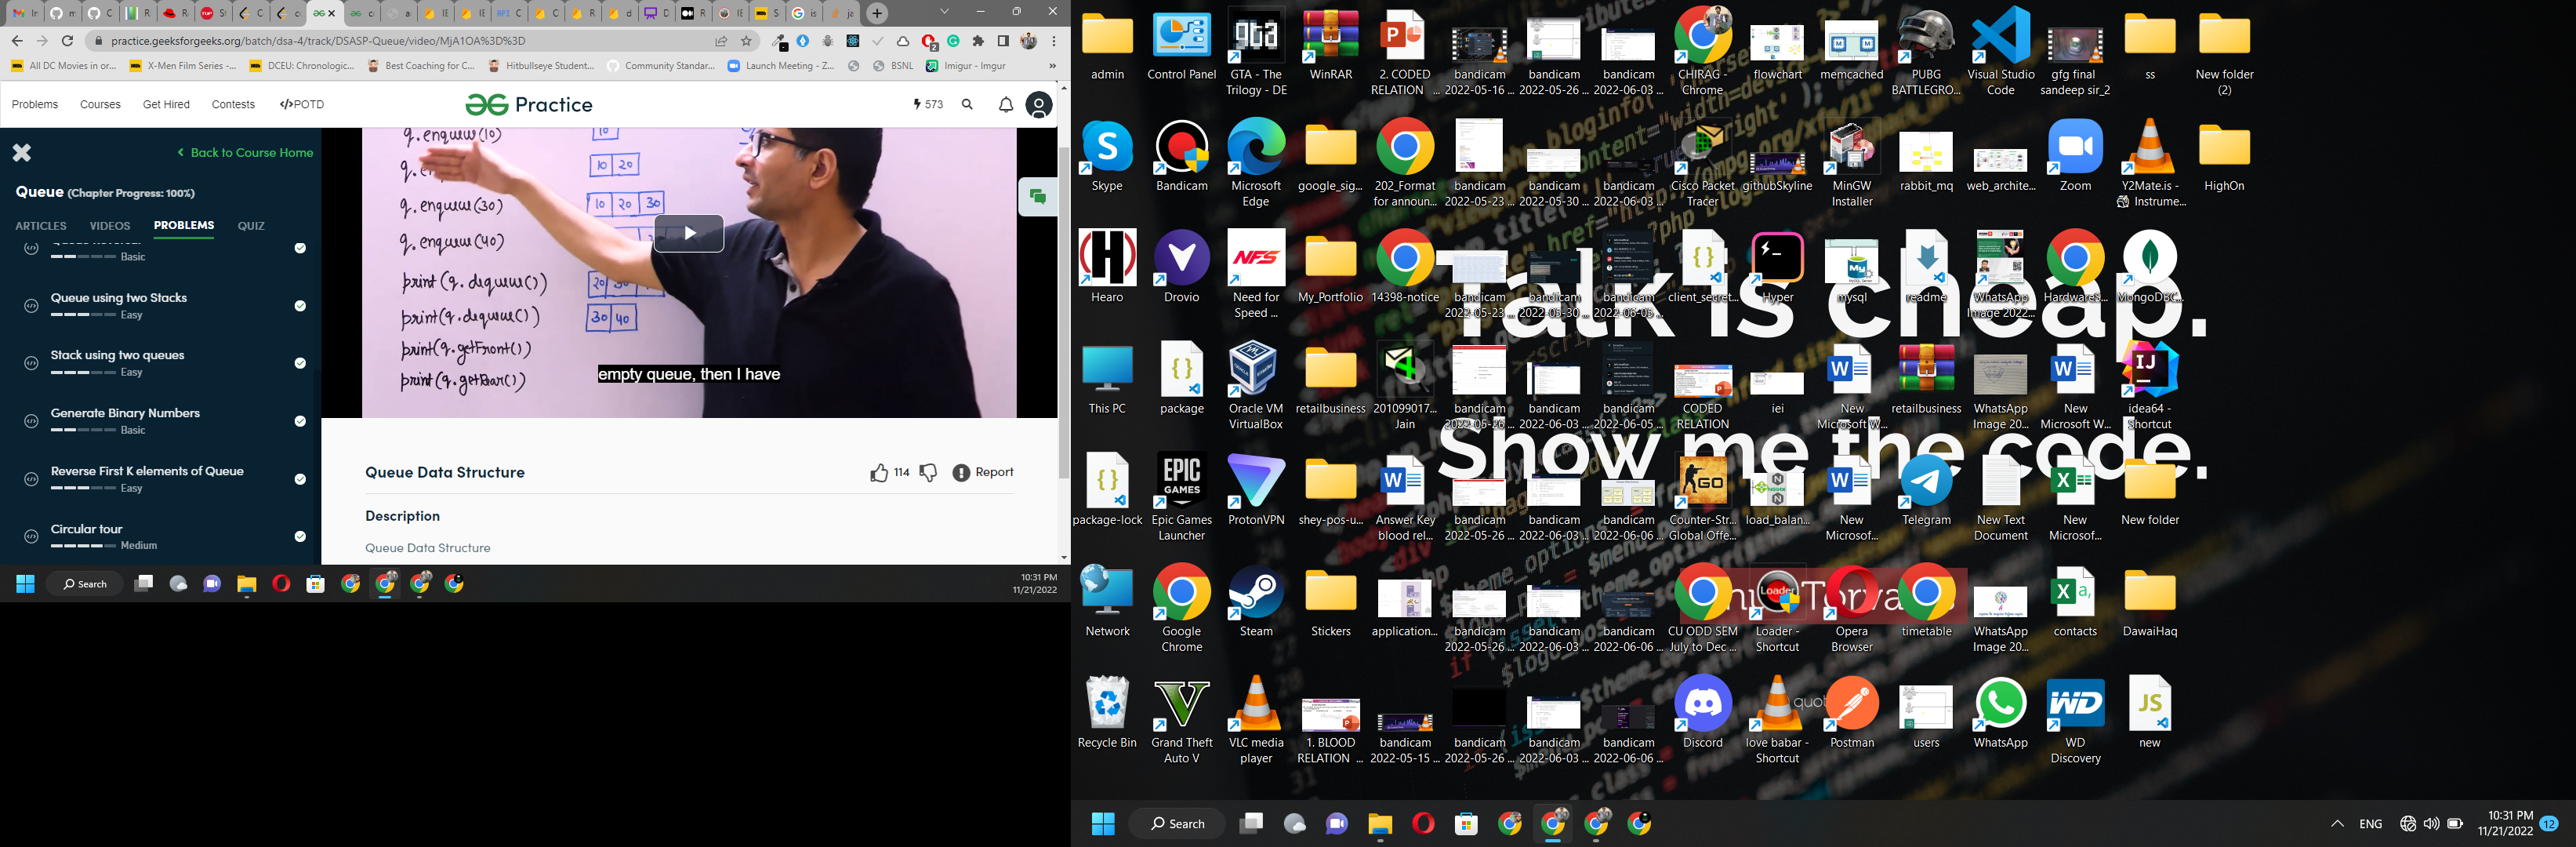 practice.geeksforgeeks.org/batch/dsa-4/track/DSASP-Queue/video/MjA1OA%3D%3D
All DC Movies in or...
X-Men Film Series -...
DCEU: Chronologic...
Best Coaching for C...
Hitbullseye Student...
Community Standar...
Launch Meeting - Z...
BSNL
Imigur - Imgur
Problems
Courses
Get Hired
Contests
</>POTD
Practice
573
Back to Course Home
Queue (Chapter Progress: 100%)
ARTICLES
VIDEOS
PROBLEMS
QUIZ
Basic
Queue using two Stacks
Easy
Stack using two queues
Easy
Generate Binary Numbers
Basic
Reverse First K elements of Queue
Easy
Circular tour
Medium
q.enqueue(10)
q.enqueue(30)
q.enqueue(40)
print(q.dequeue())
print(q.dequeue())
print(q.getFront())
print(q.getRear())
10
10 20
10 20 30
30 40
empty queue, then I have
Queue Data Structure
114
Report
Description
Queue Data Structure
Search
10:31 PM
11/21/2022
admin
Control Panel
GTA - The Trilogy - DE
WinRAR
2. CODED RELATION ...
bandicam 2022-05-16 ...
bandicam 2022-05-26 ...
bandicam 2022-06-03 ...
CHIRAG - Chrome
flowchart
memcached
PUBG BATTLEGRO...
Visual Studio Code
gfg final sandeep sir_2
ss
New folder (2)
Skype
Bandicam
Microsoft Edge
google_sig...
202_Format for announ...
bandicam 2022-05-23 ...
bandicam 2022-05-30 ...
bandicam 2022-06-03 ...
Cisco Packet Tracer
githubSkyline
MinGW Installer
rabbit_mq
web_archite...
Zoom
Y2Mate.is - Instrume...
HighOn
Hearo
Drovio
Need for Speed ...
My_Portfolio
14398-notice
bandicam 2022-05-23 ...
bandicam 2022-05-30 ...
bandicam 2022-06-03 ...
client_secret...
Hyper
mysql
readme
WhatsApp Image 2022...
HardwareS...
MongoDBC...
Talk is cheap.
This PC
package
Oracle VM VirtualBox
retailbusiness
201099017... Jain
bandicam 2022-05-26 ...
bandicam 2022-06-03 ...
bandicam 2022-06-05 ...
CODED RELATION
iei
New Microsoft W...
retailbusiness
WhatsApp Image 20...
New Microsoft W...
idea64 - Shortcut
Show me the code.
package-lock
Epic Games Launcher
ProtonVPN
shey-pos-u...
Answer Key blood rel...
bandicam 2022-05-26 ...
bandicam 2022-06-03 ...
bandicam 2022-06-06 ...
Counter-Str... Global Offe...
load_balan...
New Microsof...
Telegram
New Text Document
New Microsof...
New folder
Network
Google Chrome
Steam
Stickers
application...
bandicam 2022-05-26 ...
bandicam 2022-06-03 ...
bandicam 2022-06-06 ...
CU ODD SEM July to Dec ...
Loader - Shortcut
Opera Browser
timetable
WhatsApp Image 20...
contacts
DawaiHaq
Recycle Bin
Grand Theft Auto V
VLC media player
1. BLOOD RELATION ...
bandicam 2022-05-15 ...
bandicam 2022-05-26 ...
bandicam 2022-06-03 ...
bandicam 2022-06-06 ...
Discord
love babar - Shortcut
Postman
users
WhatsApp
WD Discovery
new
Search
ENG
10:31 PM
11/21/2022
12